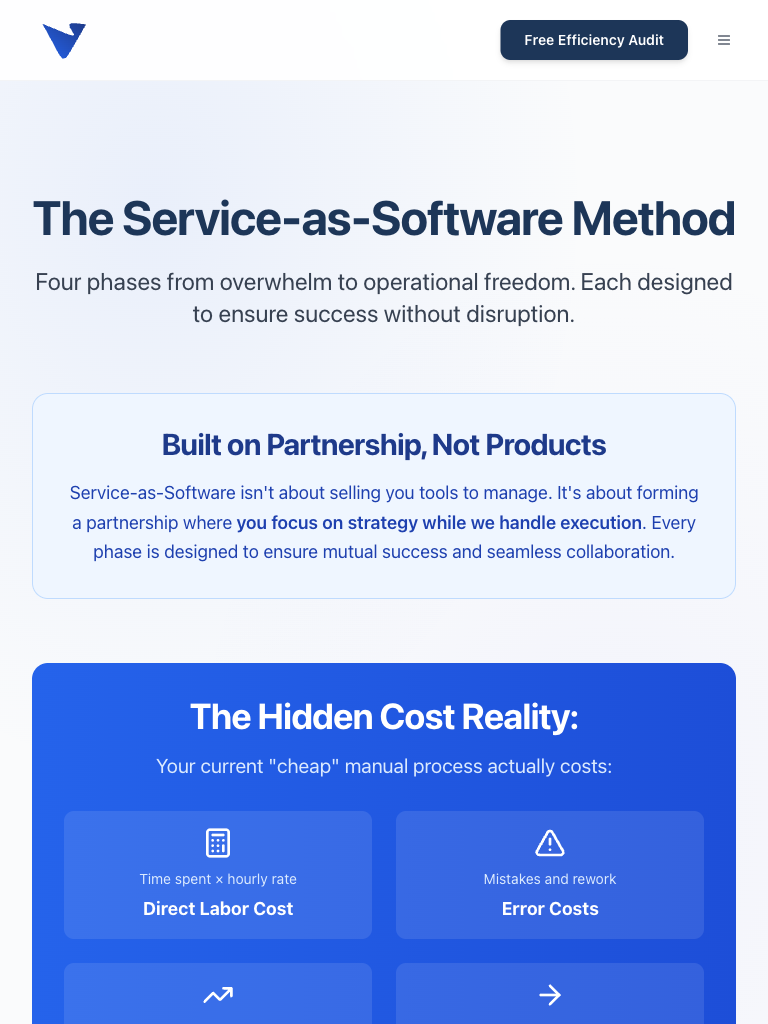 Free Efficiency Audit
The Service-as-Software Method
Four phases from overwhelm to operational freedom. Each designed
to ensure success without disruption.
Built on Partnership, Not Products
Service-as-Software isn't about selling you tools to manage. It's about forming
a partnership where you focus on strategy while we handle execution. Every
phase is designed to ensure mutual success and seamless collaboration.
The Hidden Cost Reality:
Your current "cheap" manual process actually costs:
Time spent × hourly rate
Direct Labor Cost
Mistakes and rework
Error Costs